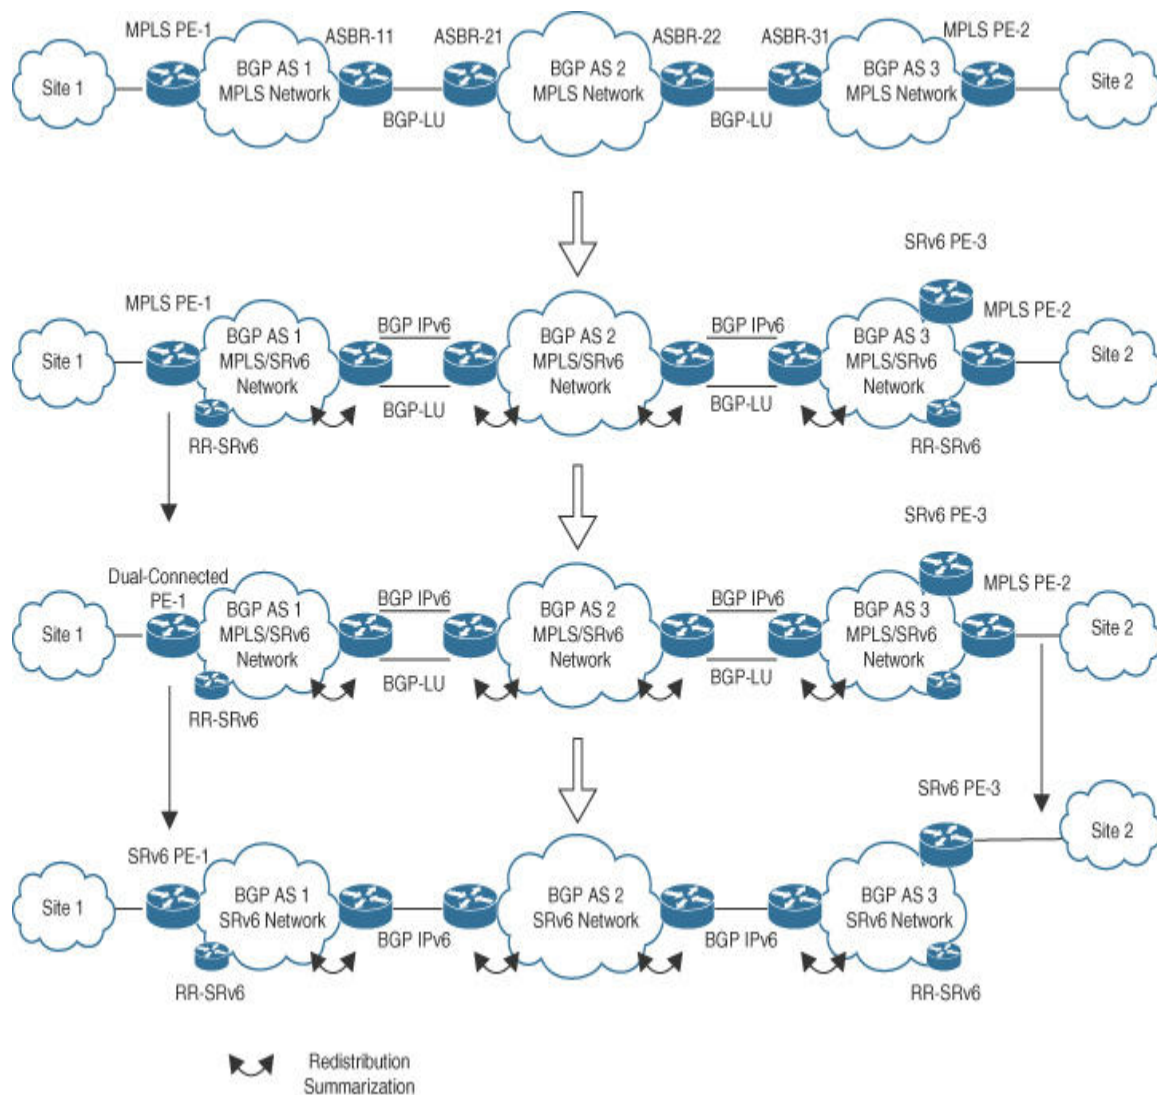 MPLS PE-1
ASBR-11
ASBR-21
ASBR-22
ASBR-31
MPLS PE-2
Site 1
BGP AS 1
MPLS Network
BGP AS 2
MPLS Network
BGP AS 3
MPLS Network
Site 2
BGP-LU
BGP-LU
SRv6 PE-3
MPLS PE-1
MPLS PE-2
Site 1
BGP AS 1
MPLS/SRv6
Network
BGP IPv6
BGP-LU
BGP AS 2
MPLS/SRv6
Network
BGP IPv6
BGP-LU
BGP AS 3
MPLS/SRv6
Network
Site 2
RR-SRv6
RR-SRv6
SRv6 PE-3
Dual-Connected
PE-1
MPLS PE-2
Site 1
BGP AS 1
MPLS/SRv6
Network
BGP IPv6
BGP-LU
BGP AS 2
MPLS/SRv6
Network
BGP IPv6
BGP-LU
BGP AS 3
MPLS/SRv6
Network
Site 2
RR-SRv6
SRv6 PE-3
SRv6 PE-1
Site 1
BGP AS 1
SRv6 Network
BGP IPv6
BGP AS 2
SRv6 Network
BGP IPv6
BGP AS 3
SRv6 Network
Site 2
RR-SRv6
RR-SRv6
Redistribution
Summarization